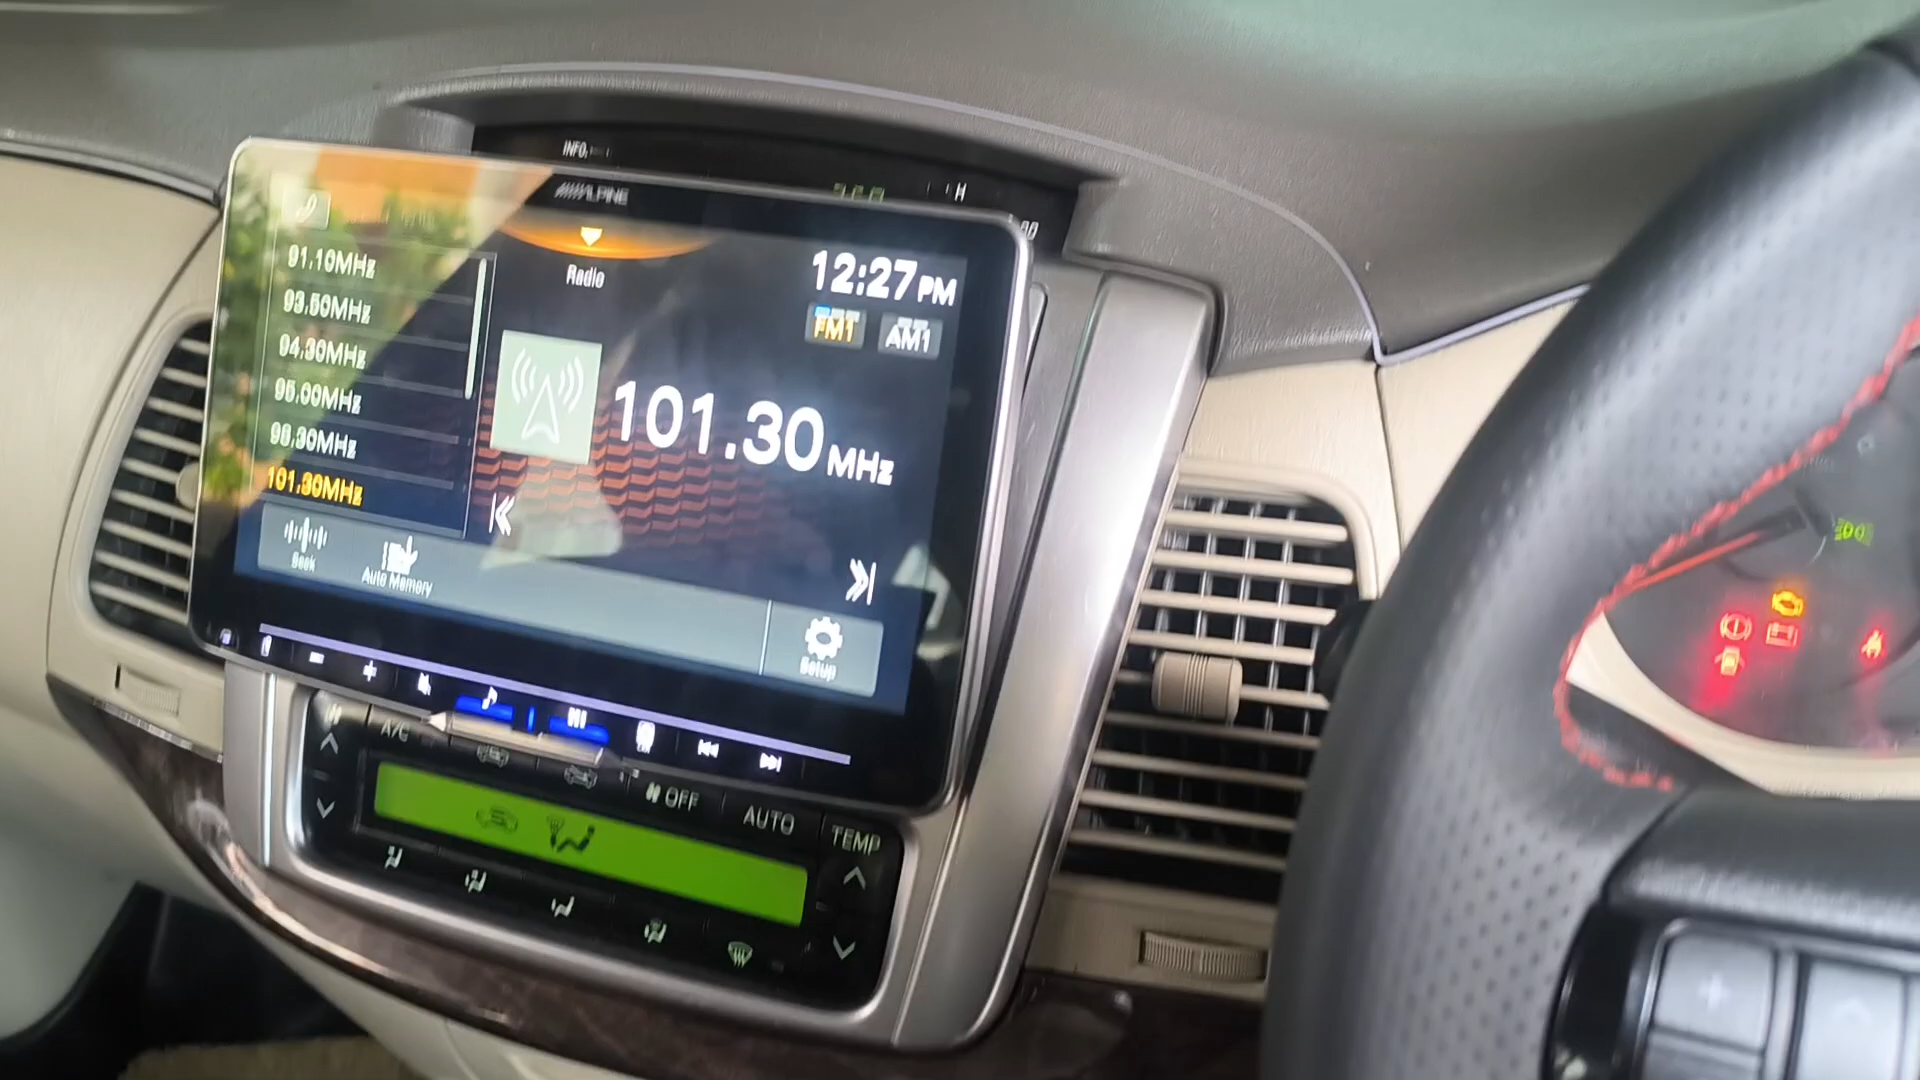 INFO.
ALPINE
91.10MHz
93.50MHz
94.30MHz
95.00MHz
98.30MHz
101.30MHz
Radio
12:27 PM
FM1
AM1
101.30 MHz
Seek
Auto Memory
Setup
A/C
OFF
AUTO
TEMP